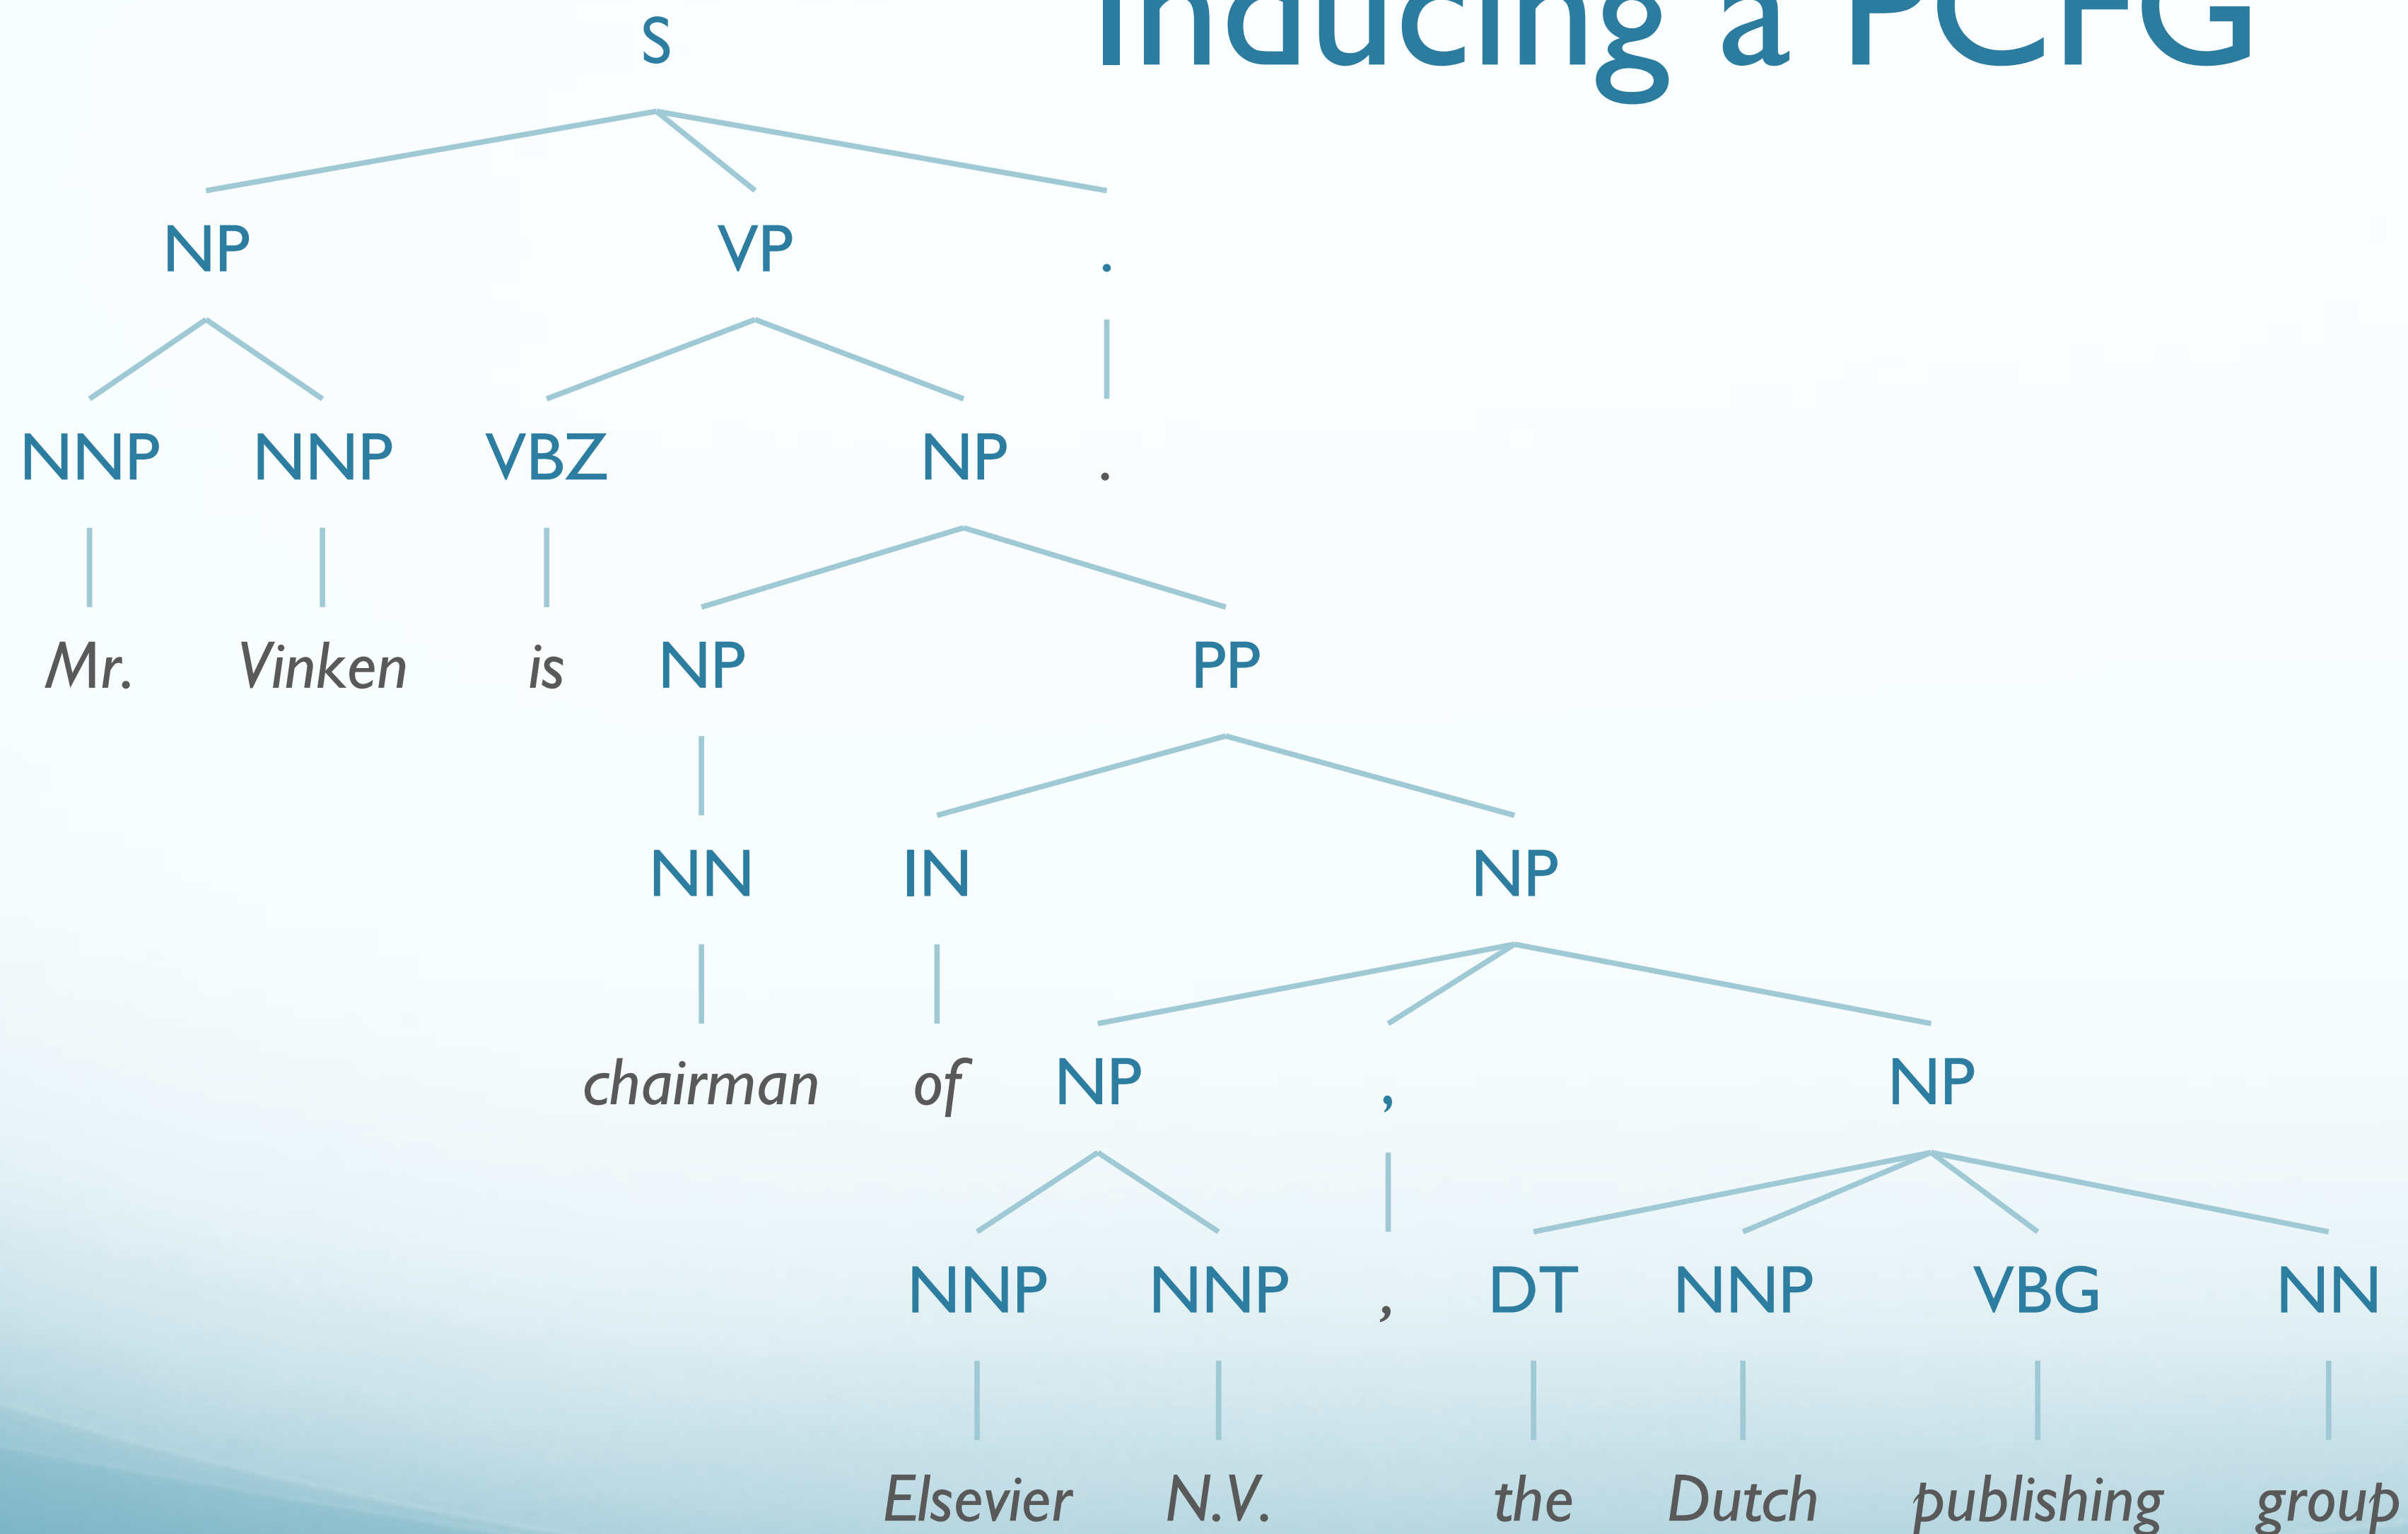 Inducing a PCFG
S
NP VP .
NNP NNP VBZ NP .
Mr. Vinken is NP PP
NN IN NP
chairman of NP , NP
NNP NNP , DT NNP VBG NN
Elsevier N.V. the Dutch publishing group